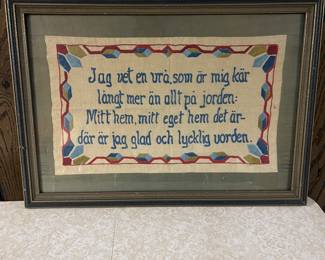 Jag vet en vrå, som är mig kär
långt mer än allt på jorden:
Mitt hem, mitt eget hem det är-
där är jag glad och lycklig vorden.